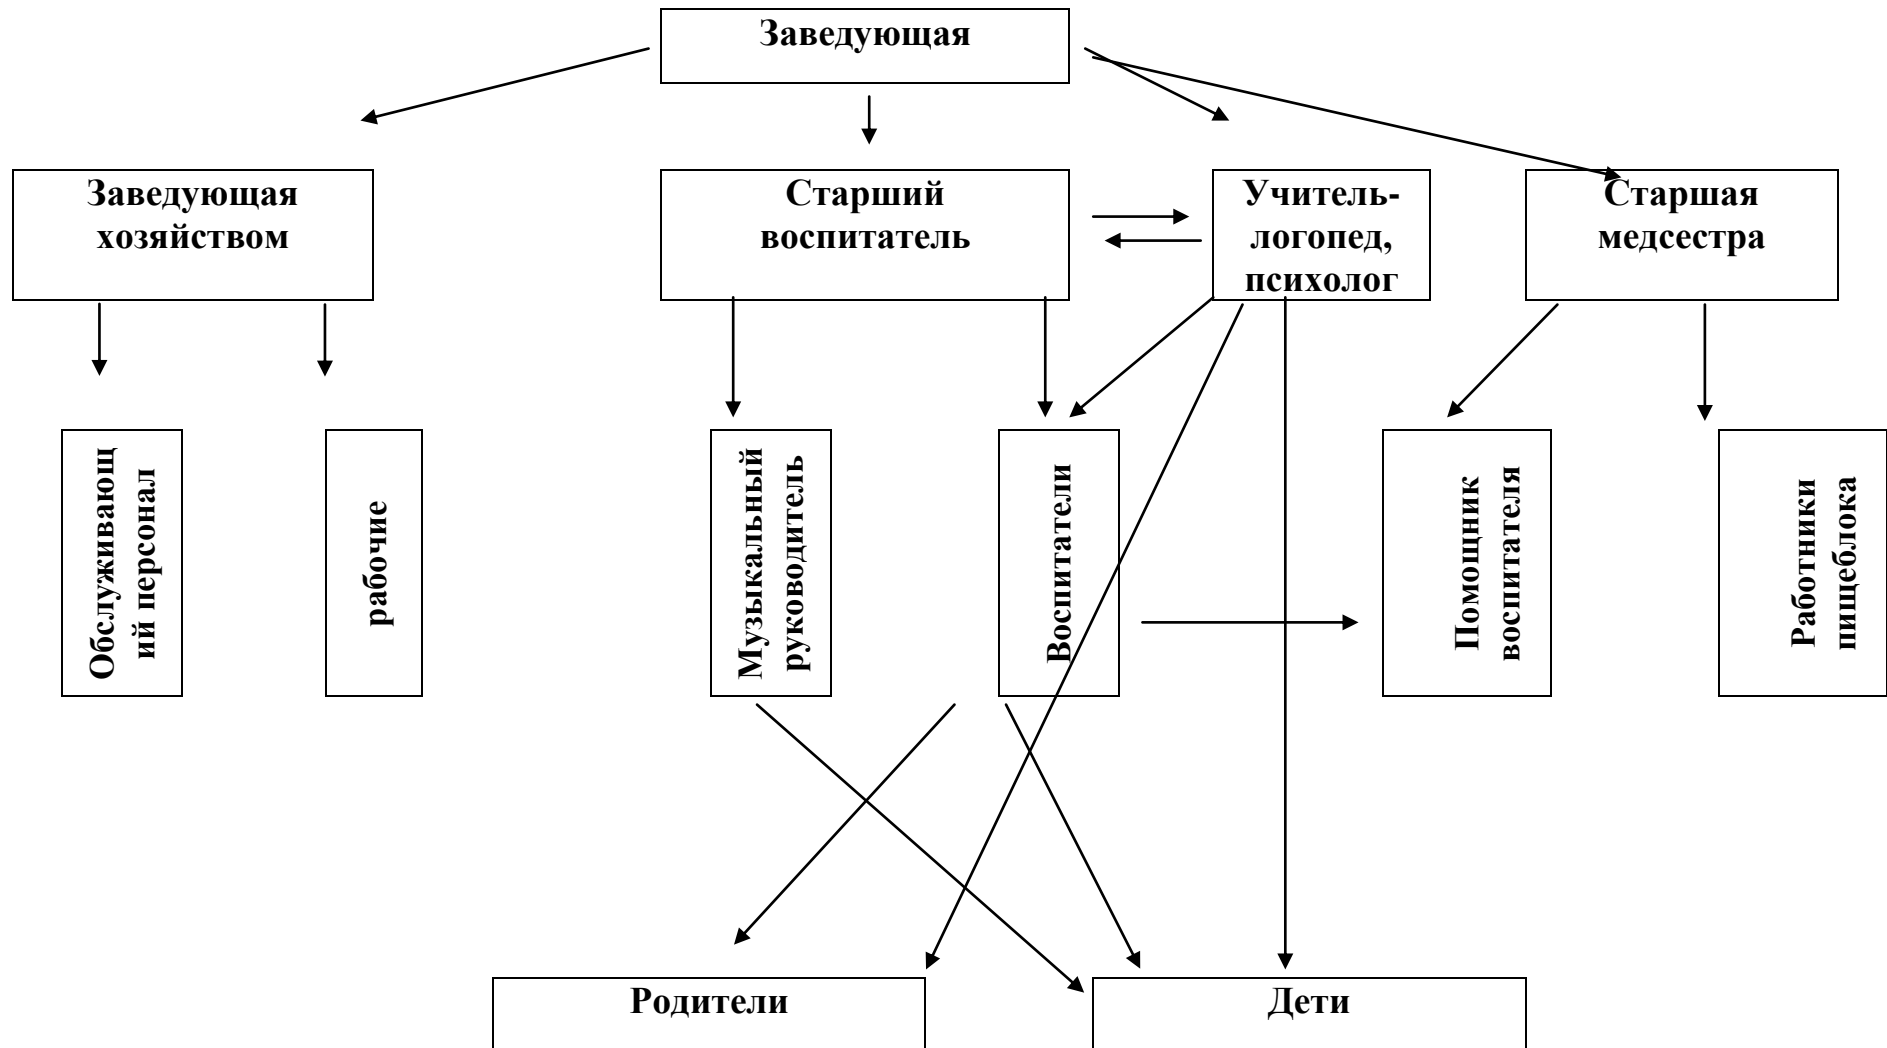 Заведующая
Заведующая
хозяйством
Старший
воспитатель
Учитель-
логопед,
психолог
Старшая
медсестра
Обслуживающ
ий персонал
рабочие
Музыкальный
руководитель
Воспитатели
Помощник
воспитателя
Работники
пищеблока
Родители
Дети